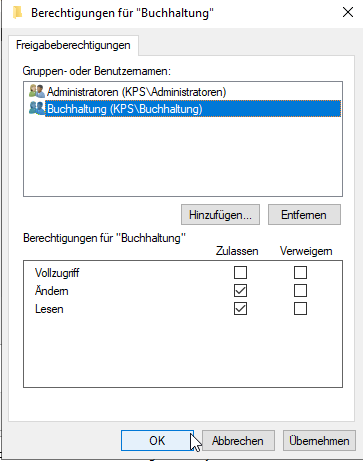 Berechtigungen für "Buchhaltung"
Freigabeberechtigungen
Gruppen- oder Benutzernamen:
Administratoren (KPS\Administratoren)
Buchhaltung (KPS\Buchhaltung)
Hinzufügen... Entfernen
Berechtigungen für "Buchhaltung" Zulassen Verweigern
Vollzugriff
Ändern
Lesen
OK Abbrechen Übernehmen